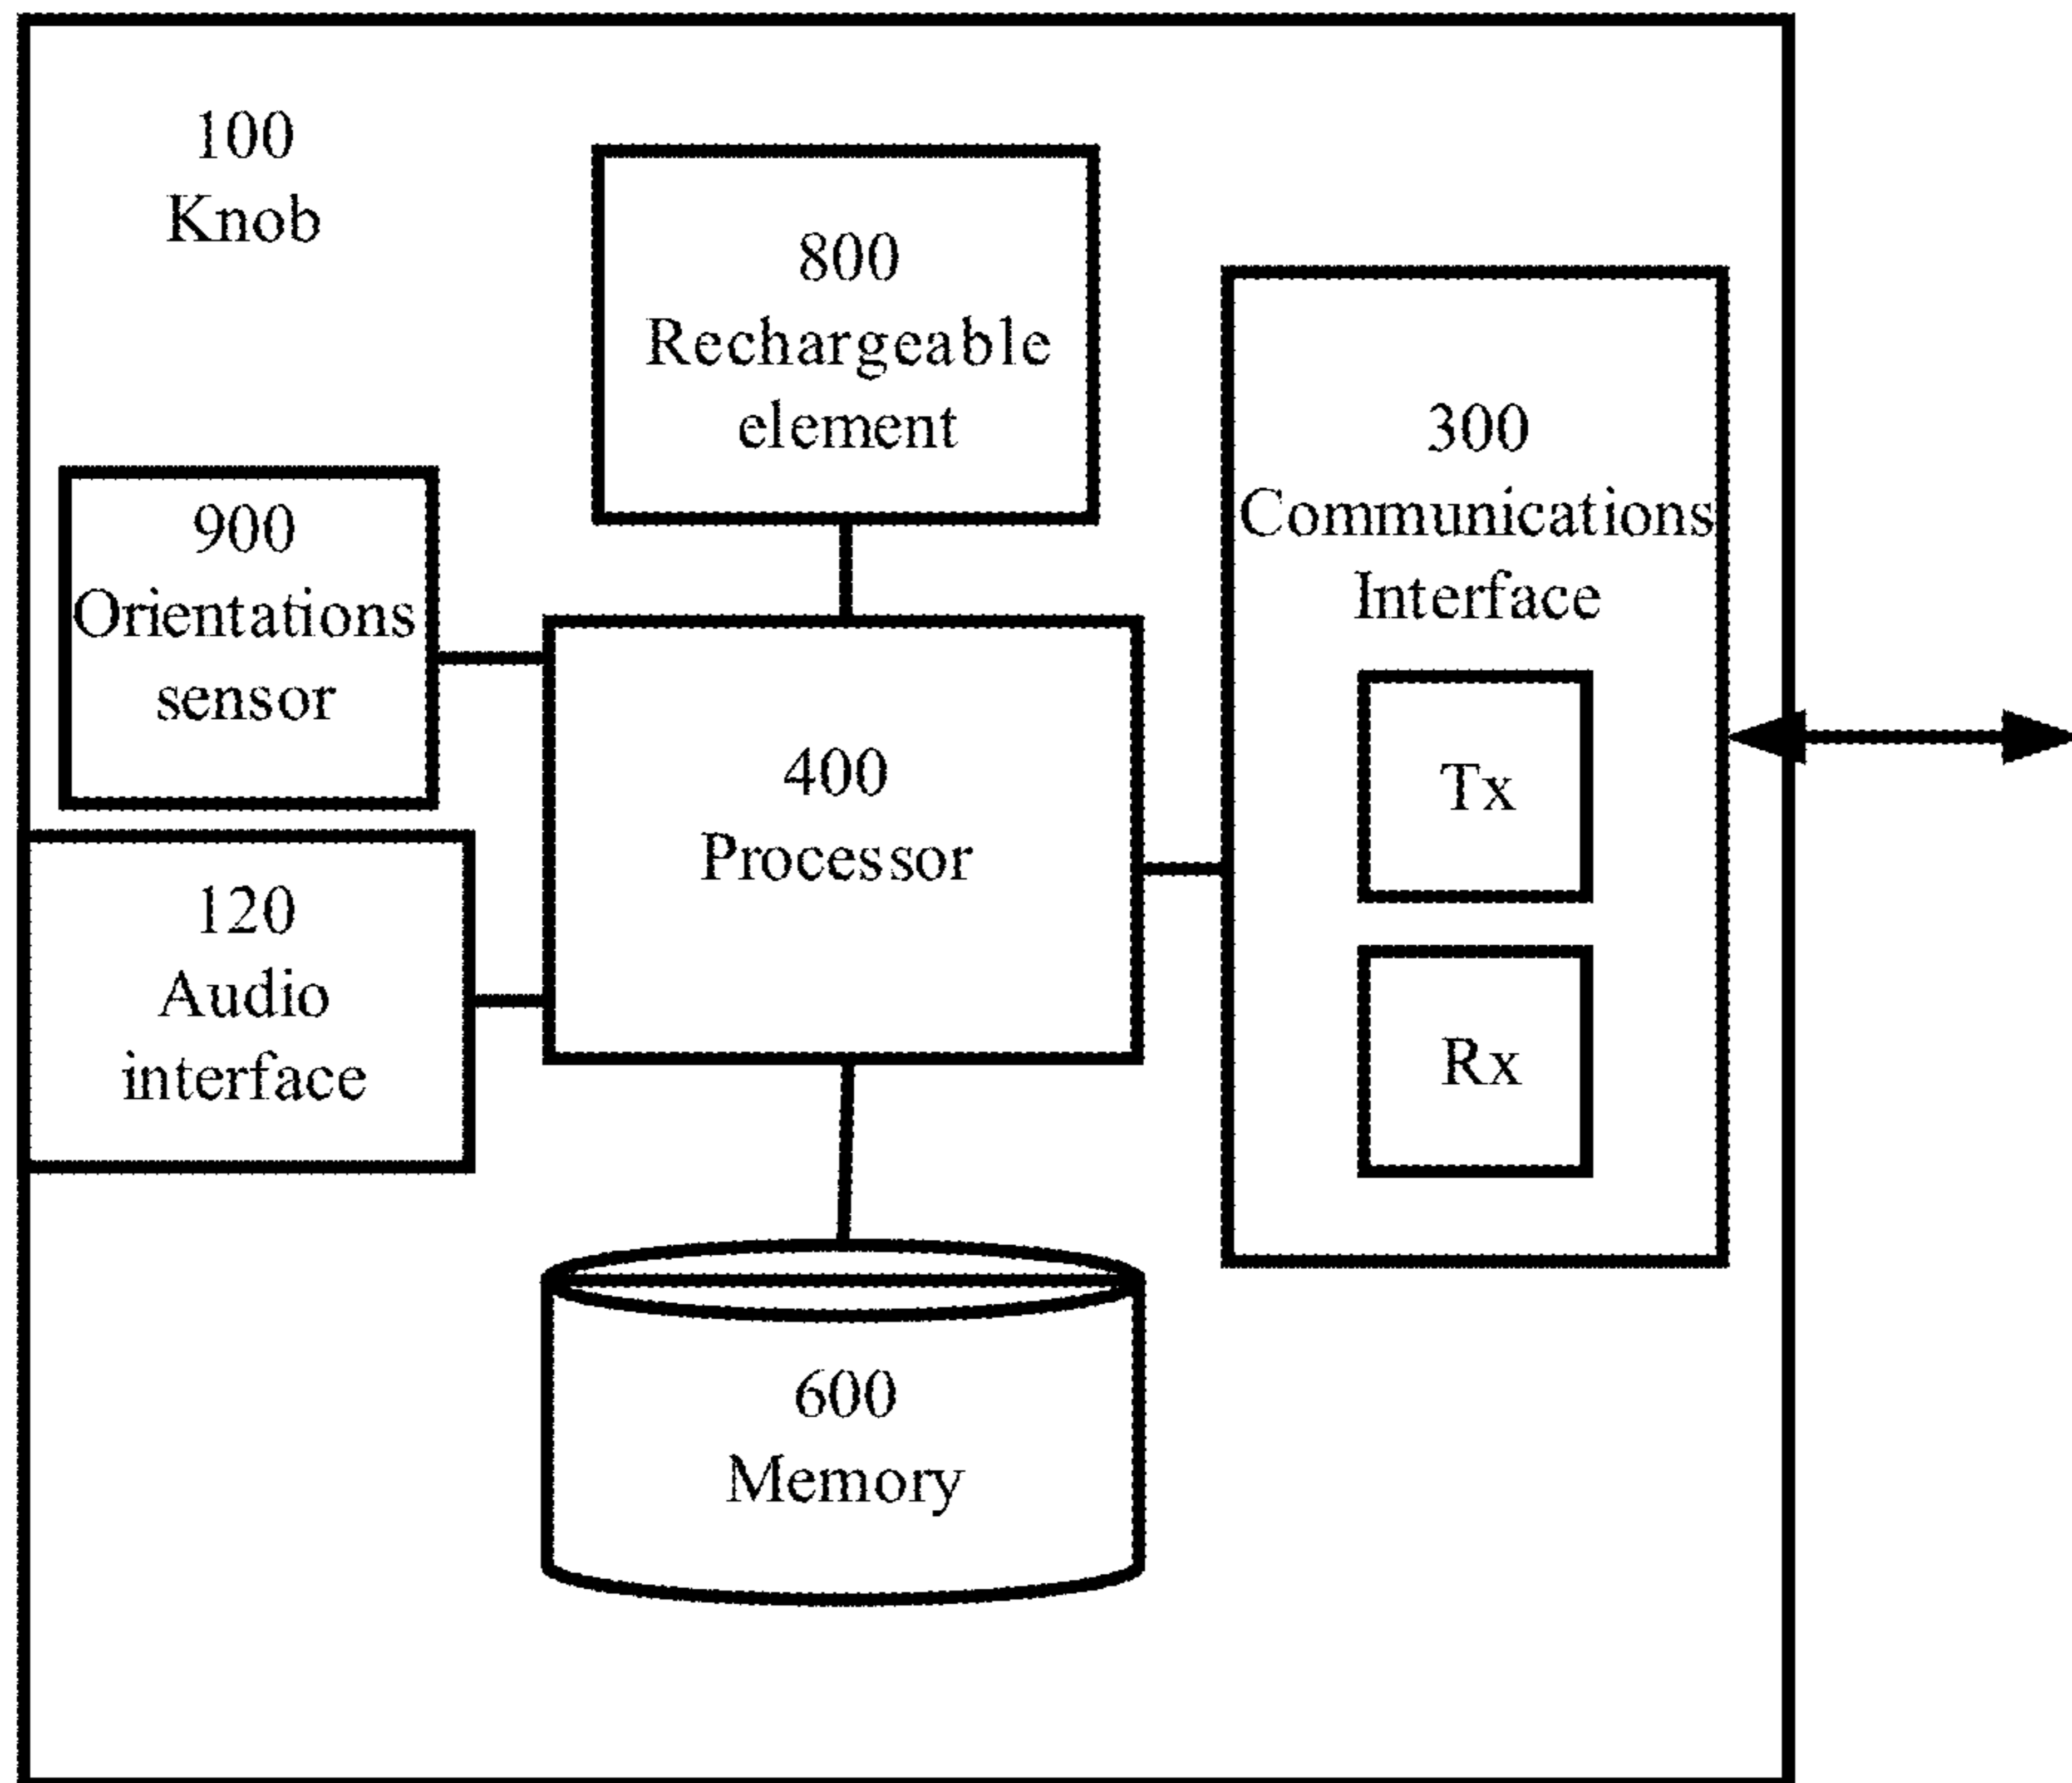 100
Knob
800
Rechargeable
element
300
Communications
Interface
900
Orientations
sensor
400
Processor
Tx
120
Audio
interface
Rx
600
Memory